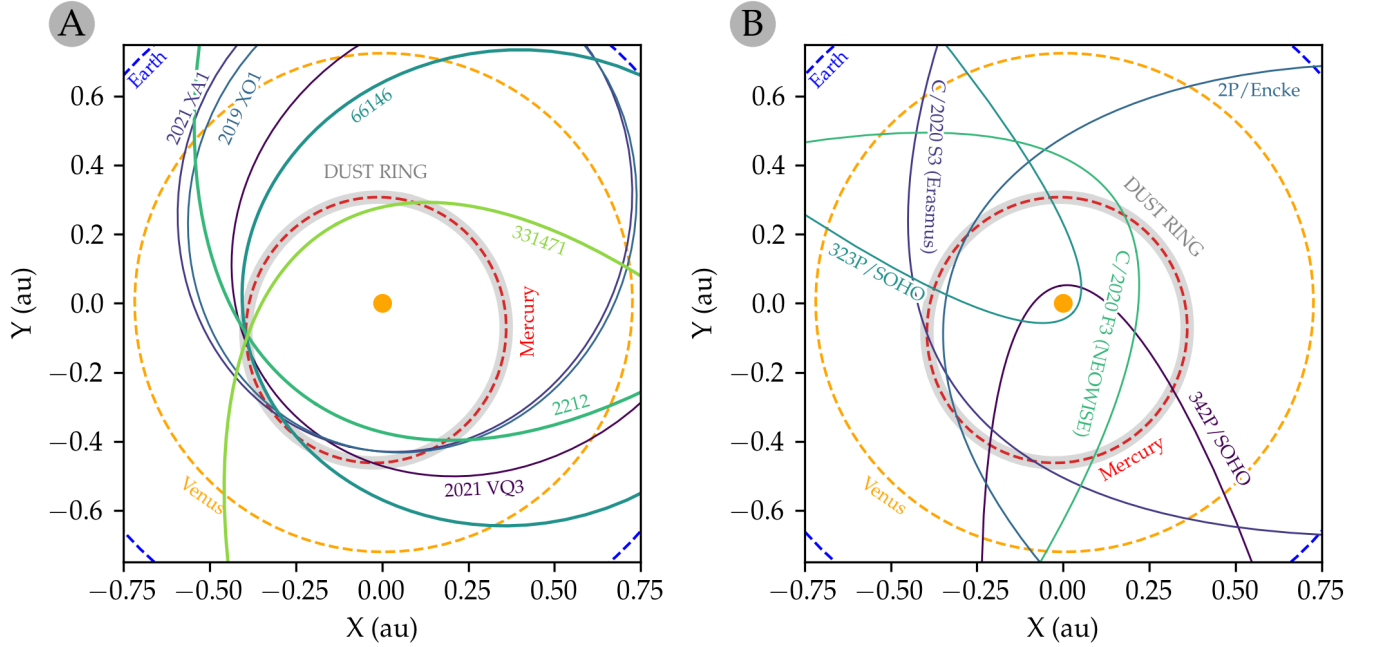 A
Y (au)
0.6
0.4
0.2
0.0
−0.2
−0.4
−0.6
Earth
2021 XA1
2019 XO1
66146
DUST RING
331471
Mercury
2212
2021 VQ3
Venus
−0.75
−0.50
−0.25
0.00
0.25
0.50
0.75
X (au)
B
Y (au)
0.6
0.4
0.2
0.0
−0.2
−0.4
−0.6
Earth
C/2020 S3 (Erasmus)
2P/Encke
DUST RING
323P/SOHO
C/2020 F3 (NEOWISE)
342P/SOHO
Mercury
Venus
−0.75
−0.50
−0.25
0.00
0.25
0.50
0.75
X (au)